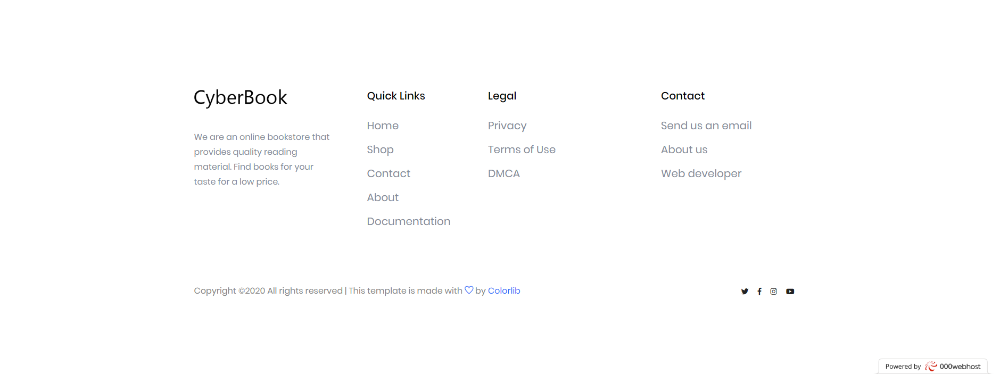 CyberBook
We are an online bookstore that
provides quality reading
material. Find books for your
taste for a low price.
Quick Links
Home
Shop
Contact
About
Documentation
Legal
Privacy
Terms of Use
DMCA
Contact
Send us an email
About us
Web developer
Copyright ©2020 All rights reserved | This template is made with ♡ by Colorlib
Powered by 000webhost